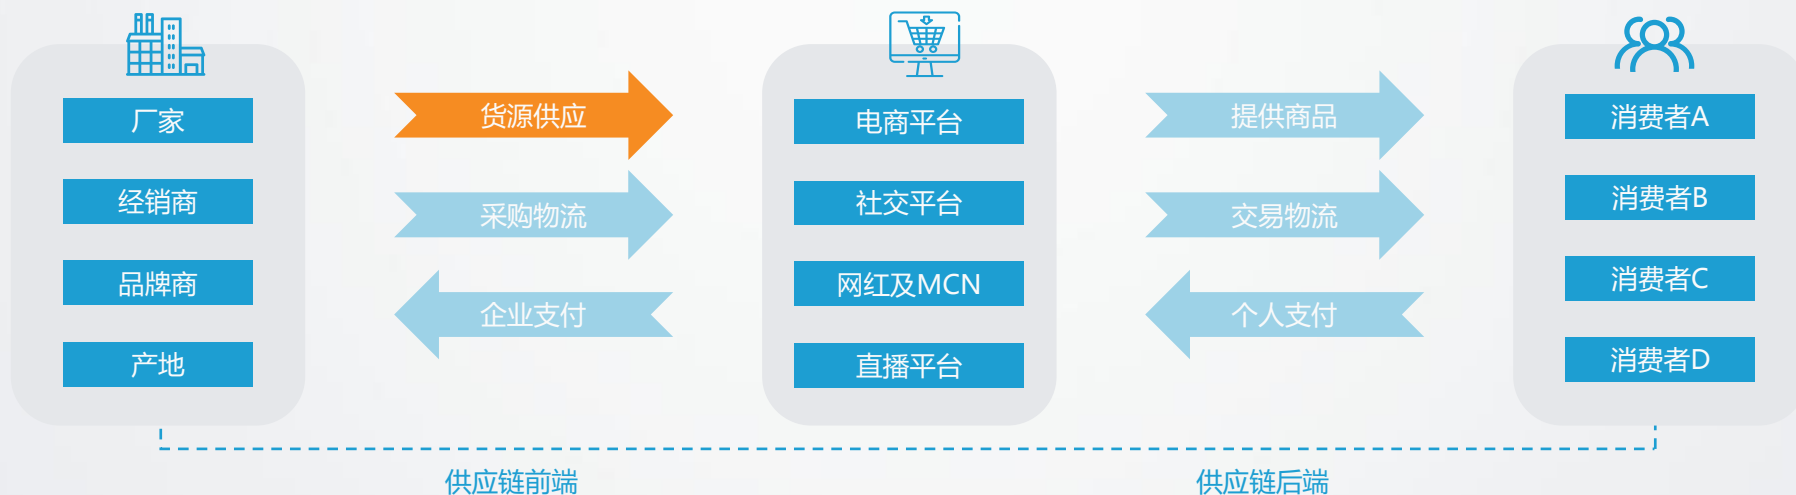 厂家
经销商
品牌商
产地
货源供应
采购物流
企业支付
电商平台
社交平台
网红及MCN
直播平台
提供商品
交易物流
个人支付
消费者A
消费者B
消费者C
消费者D
供应链前端
供应链后端